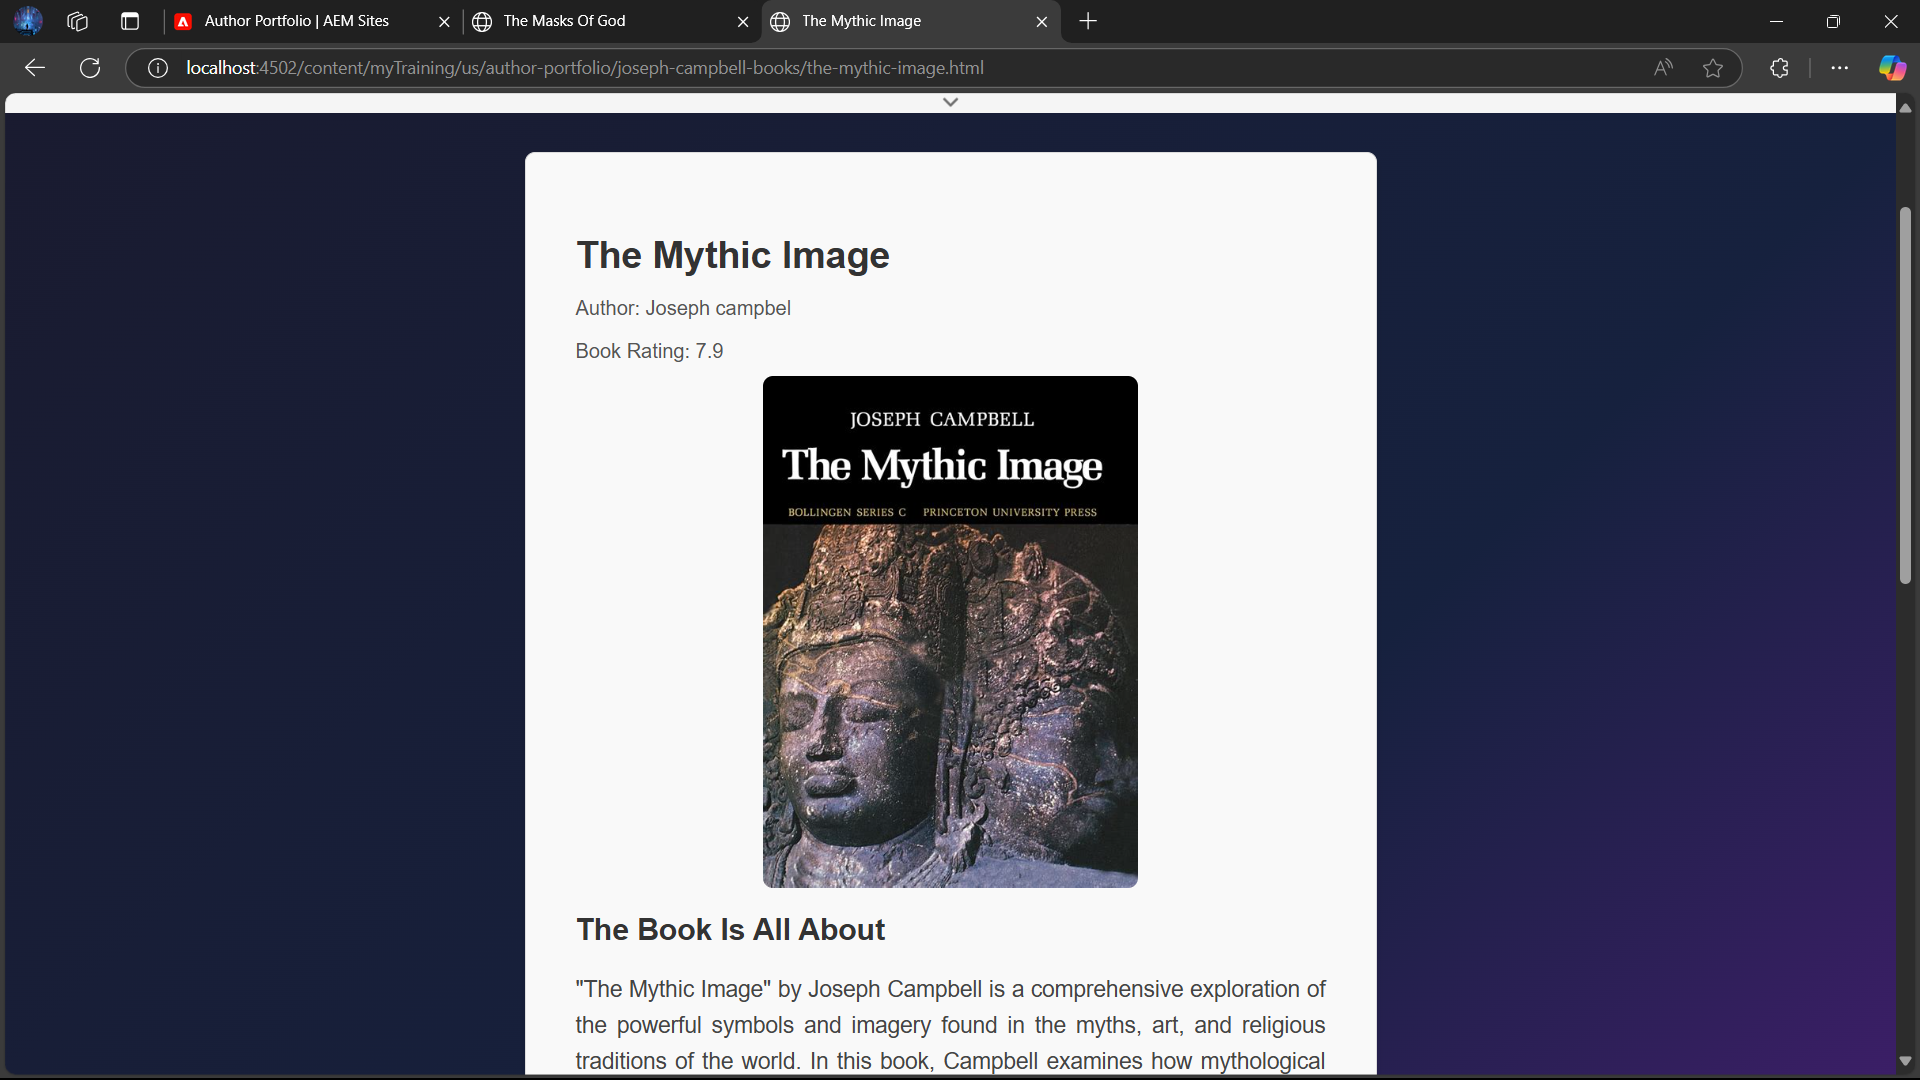 Author Portfolio | AEM Sites
The Masks Of God
The Mythic Image
localhost:4502/content/myTraining/us/author-portfolio/joseph-campbell-books/the-mythic-image.html
The Mythic Image
Author: Joseph campbel
Book Rating: 7.9
JOSEPH CAMPBELL
The Mythic Image
BOLLINGEN SERIES C PRINCETON UNIVERSITY PRESS
The Book Is All About
"The Mythic Image" by Joseph Campbell is a comprehensive exploration of
the powerful symbols and imagery found in the myths, art, and religious
traditions of the world. In this book, Campbell examines how mythological